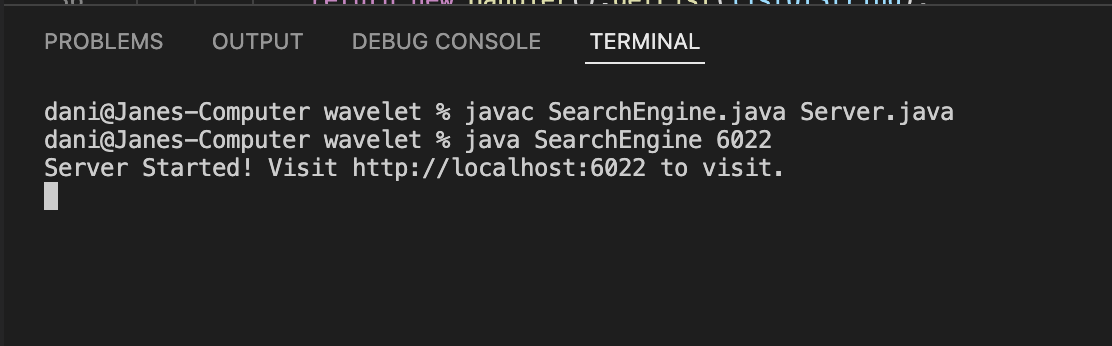 PROBLEMS OUTPUT DEBUG CONSOLE TERMINAL
dani@Janes-Computer wavelet % javac SearchEngine.java Server.java
dani@Janes-Computer wavelet % java SearchEngine 6022
Server Started! Visit http://localhost:6022 to visit.